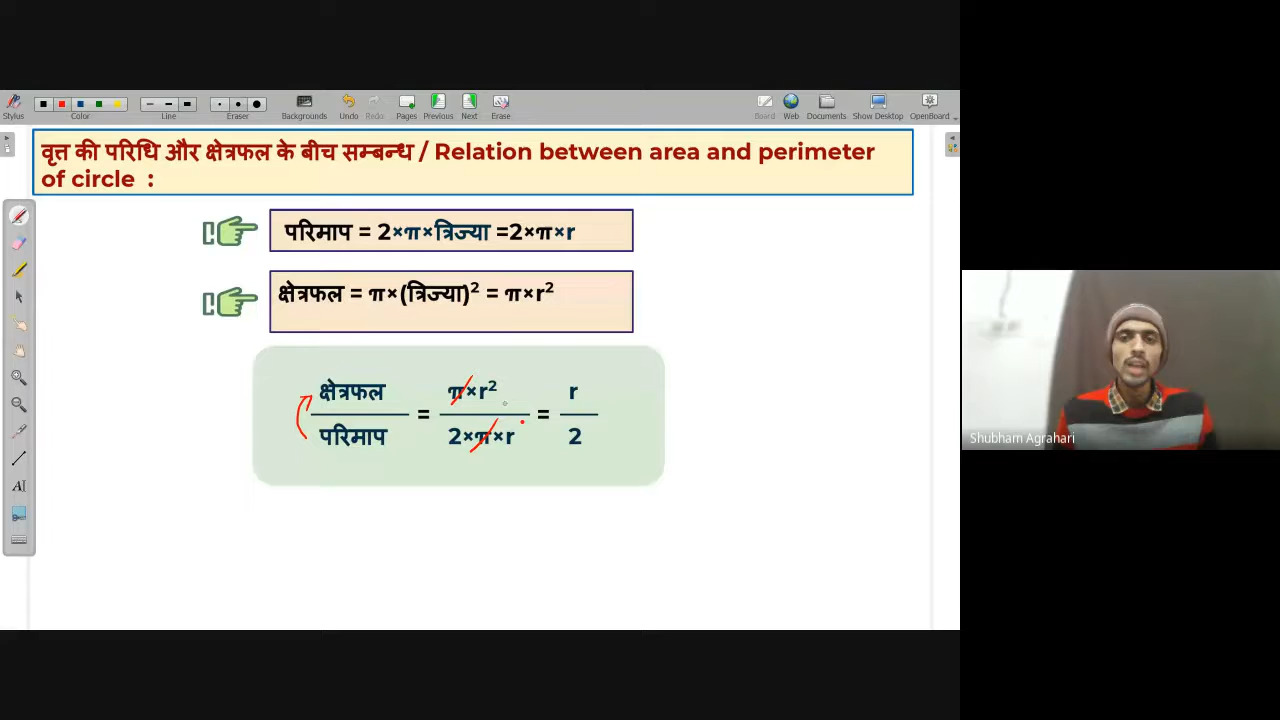 Stylus
Color
Line
Eraser
Backgrounds
Undo
Redo
Pages
Previous
Next
Erase
Board
Web
Documents
Show Desktop
OpenBoard
वृत्त की परिधि और क्षेत्रफल के बीच सम्बन्ध / Relation between area and perimeter
of circle :
परिमाप = 2×π×त्रिज्या =2×π×r
क्षेत्रफल = π×(त्रिज्या)² = π×r²
क्षेत्रफल / परिमाप = π×r² / 2×π×r = r / 2
AI
Shubham Agrahari